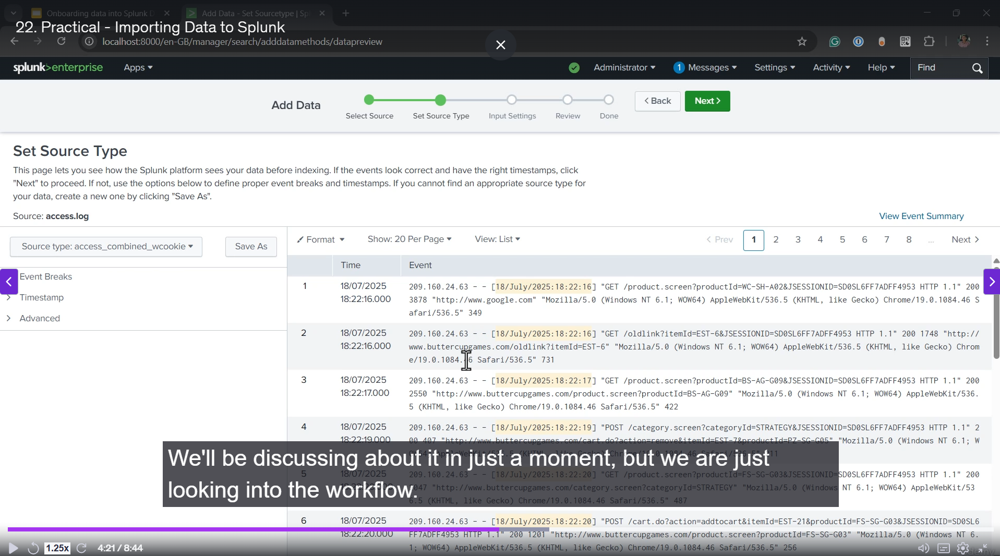 Onboarding data into Splunk
Add Data - Set Sourcetype | Sp
22. Practical - Importing Data to Splunk
localhost:8000/en-GB/manager/search/adddatamethods/datapreview
splunk>enterprise
Apps
Administrator
1 Messages
Settings
Activity
Help
Find
Add Data
Select Source
Set Source Type
Input Settings
Review
Done
< Back
Next >
Set Source Type
This page lets you see how the Splunk platform sees your data before indexing. If the events look correct and have the right timestamps, click
"Next" to proceed. If not, use the options below to define proper event breaks and timestamps. If you cannot find an appropriate source type for
your data, create a new one by clicking "Save As".
Source: access.log
View Event Summary
Source type: access_combined_wcookie
Save As
Event Breaks
> Timestamp
> Advanced
Format
Show: 20 Per Page
View: List
< Prev 1 2 3 4 5 6 7 8 ... Next >
Time
Event
1
18/07/2025
18:22:16.000
209.160.24.63 - - [18/July/2025:18:22:16] "GET /product.screen?productId=WC-SH-A02&JSESSIONID=SD0SL6FF7ADFF4953 HTTP 1.1" 200
3878 "http://www.google.com" "Mozilla/5.0 (Windows NT 6.1; WOW64) AppleWebKit/536.5 (KHTML, like Gecko) Chrome/19.0.1084.46 S
afari/536.5" 349
2
18/07/2025
18:22:16.000
209.160.24.63 - - [18/July/2025:18:22:16] "GET /oldlink?itemId=EST-6&JSESSIONID=SD0SL6FF7ADFF4953 HTTP 1.1" 200 1748 "http://
www.buttercupgames.com/oldlink?itemId=EST-6" "Mozilla/5.0 (Windows NT 6.1; WOW64) AppleWebKit/536.5 (KHTML, like Gecko) Chrom
e/19.0.1084.46 Safari/536.5" 731
3
18/07/2025
18:22:17.000
209.160.24.63 - - [18/July/2025:18:22:17] "GET /product.screen?productId=BS-AG-G09&JSESSIONID=SD0SL6FF7ADFF4953 HTTP 1.1" 200
2550 "http://www.buttercupgames.com/product.screen?productId=BS-AG-G09" "Mozilla/5.0 (Windows NT 6.1; WOW64) AppleWebKit/536.
5 (KHTML, like Gecko) Chrome/19.0.1084.46 Safari/536.5" 422
4
18/07/2025
18:22:19.000
209.160.24.63 - - [18/July/2025:18:22:19] "POST /category.screen?categoryId=STRATEGY&JSESSIONID=SD0SL6FF7ADFF4953 HTTP 1.1" 2
00 407 "http://www.buttercupgames.com/cart.do?action=remove&itemId=EST-7&productId=PZ-SG-G05" "Mozilla/5.0 (Windows NT 6.1; W
We'll be discussing about it in just a moment, but we are just
looking into the workflow.
5
18/07/2025
209.160.24.63 - - [18/July/2025:18:22:20] "GET /product.screen?productId=FS-SG-G03&JSESSIONID=SD0SL6FF7ADFF4953 HTTP 1.1" 200
"http://www.buttercupgames.com/category.screen?categoryId=STRATEGY" "Mozilla/5.0 (Windows NT 6.1; WOW64) AppleWebKit/53
6.5 (KHTML, like Gecko) Chrome/19.0.1084.46 Safari/536.5" 487
6
18/07/2025
18:22:20.000
209.160.24.63 - - [18/July/2025:18:22:20] "POST /cart.do?action=addtocart&itemId=EST-21&productId=FS-SG-G03&JSESSIONID=SD0SL6
FF7ADFF4953 HTTP 1.1" 200 1201 "http://www.buttercupgames.com/product.screen?productId=FS-SG-G03" "Mozilla/5.0 (Windows NT 6.
1; WOW64) AppleWebKit/536.5 (KHTML, like Gecko) Chrome/19.0.1084.46 Safari/536.5" 256
1.25x
4:21 / 8:44